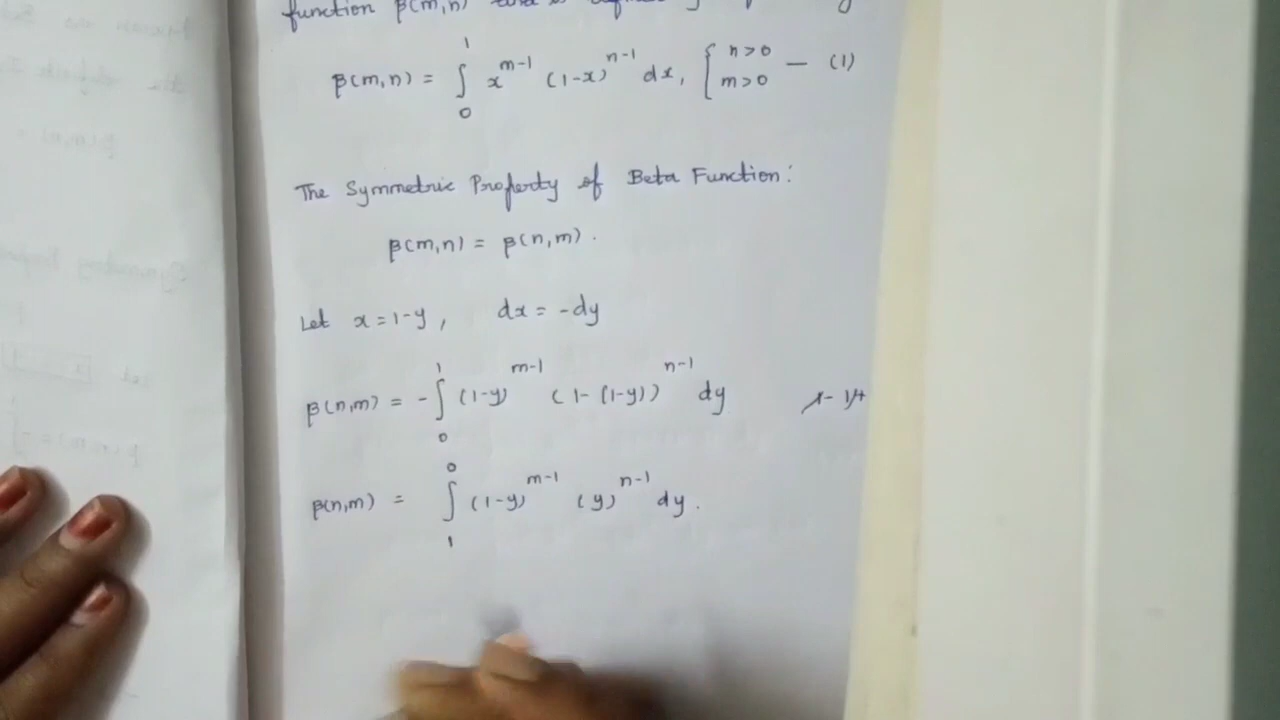 function β(m,n)
β(m,n) = ∫₀¹ x^{m-1} (1-x)^{n-1} dx, { n>0 m>0 — (1)
The Symmetric Property of Beta Function:
β(m,n) = β(n,m).
Let x=1-y, dx = -dy
β(n,m) = -∫₀¹ (1-y)^{m-1} (1-(1-y))^{n-1} dy
β(n,m) = ∫₁⁰ (1-y)^{m-1} (y)^{n-1} dy.